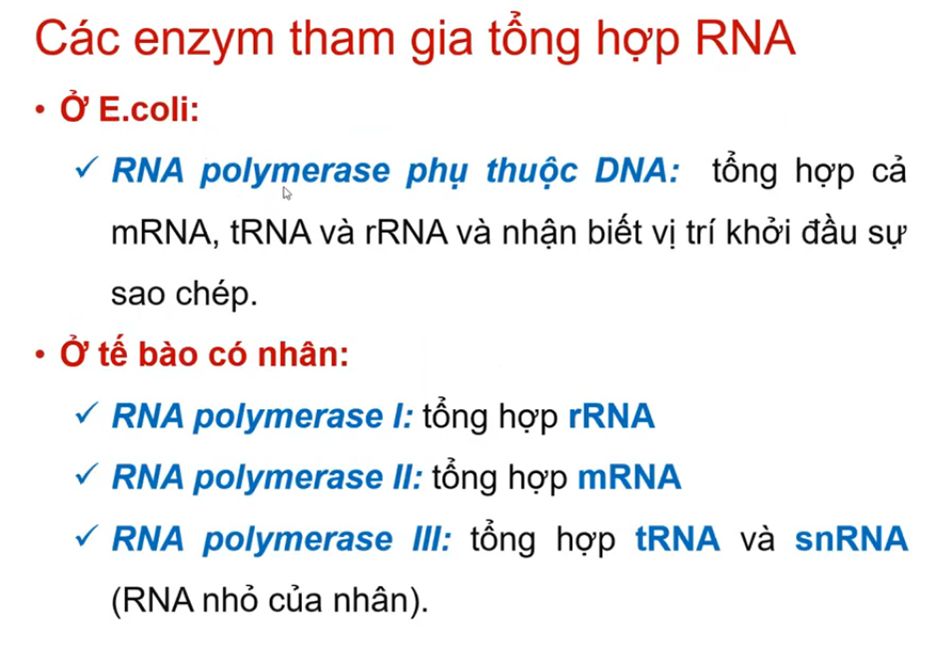 Các enzym tham gia tổng hợp RNA
• Ở E.coli:
✓ RNA polymerase phụ thuộc DNA: tổng hợp cả
mRNA, tRNA và rRNA và nhận biết vị trí khởi đầu sự
sao chép.
• Ở tế bào có nhân:
✓ RNA polymerase I: tổng hợp rRNA
✓ RNA polymerase II: tổng hợp mRNA
✓ RNA polymerase III: tổng hợp tRNA và snRNA
(RNA nhỏ của nhân).